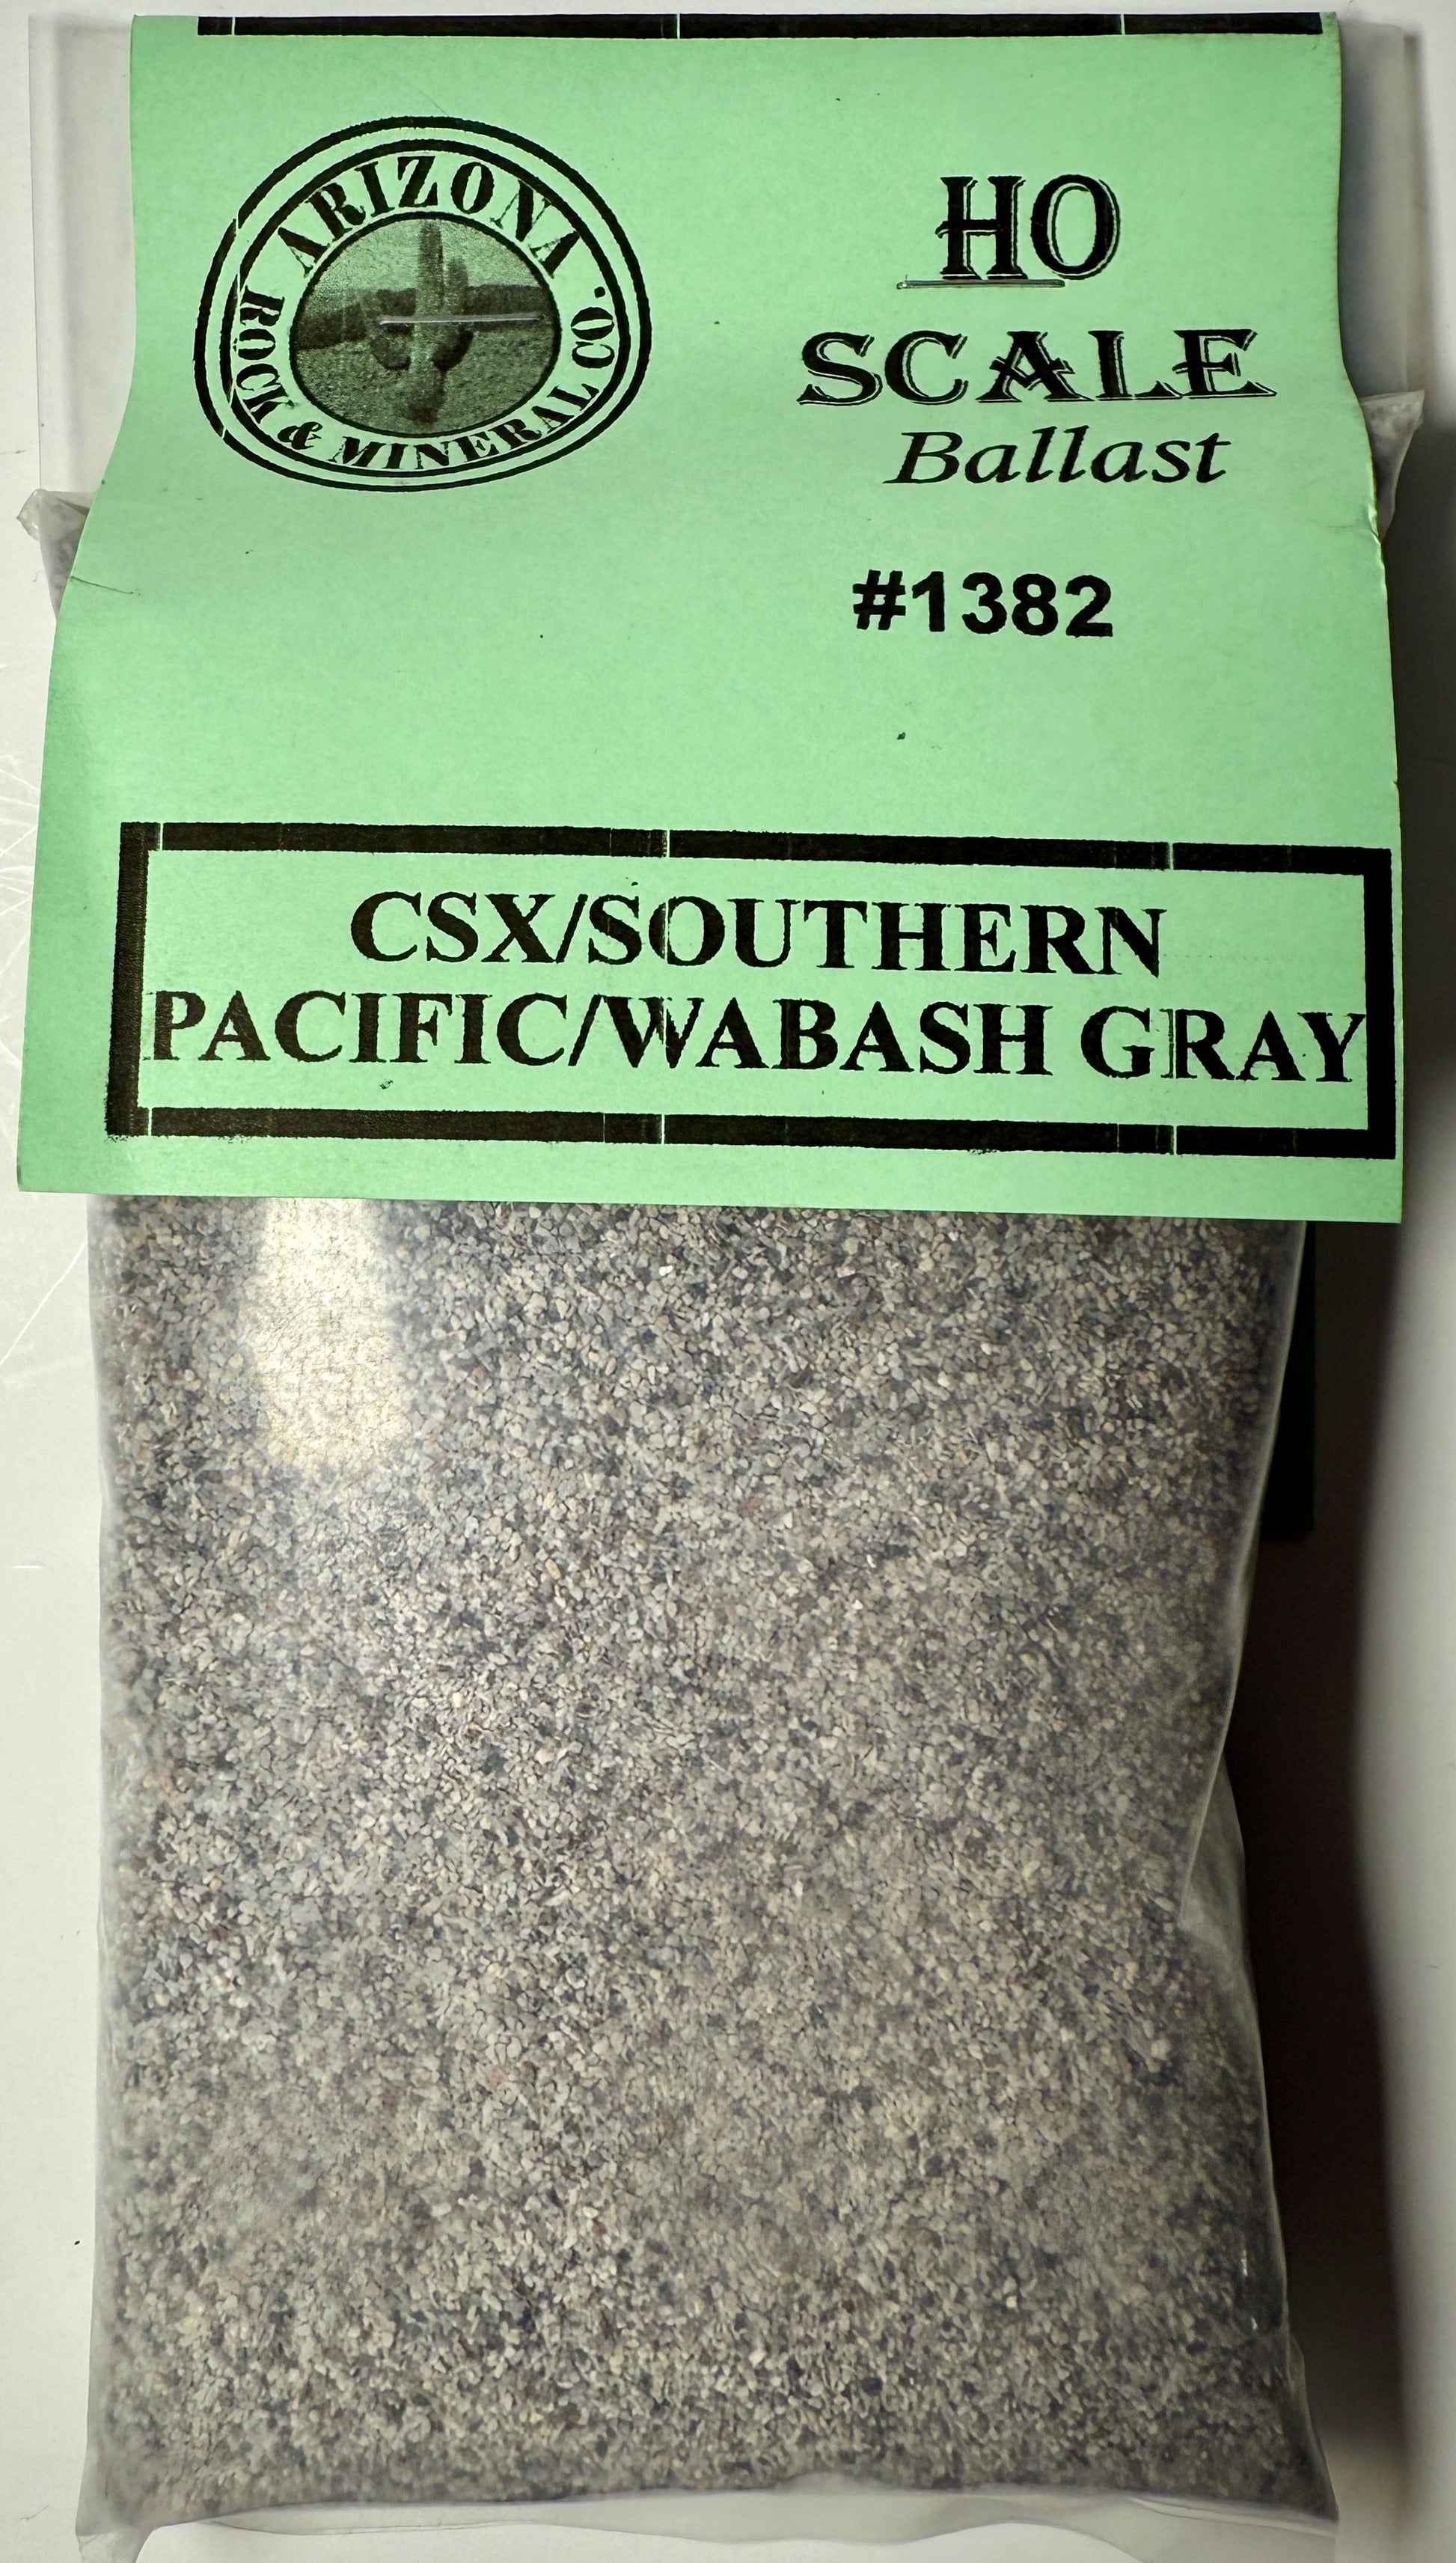 ARIZONA
ROCK & MINERAL CO.
HO
SCALE
Ballast
#1382
CSX/SOUTHERN
PACIFIC/WABASH GRAY